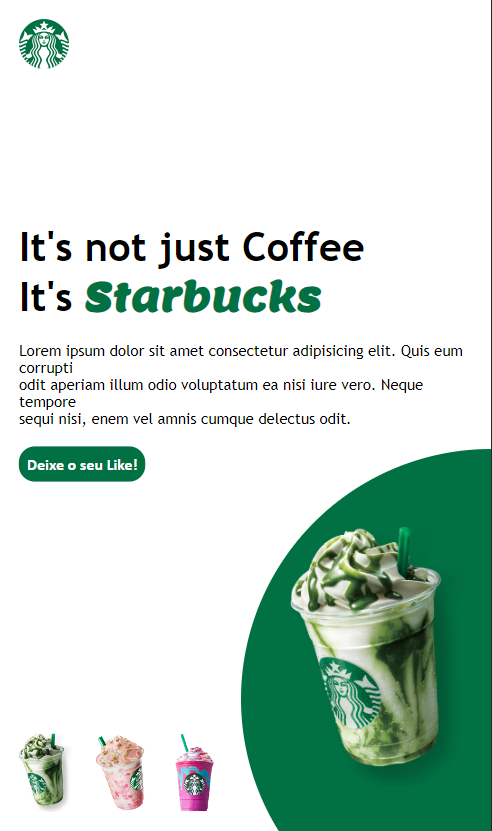 It's not just Coffee
It's Starbucks
Lorem ipsum dolor sit amet consectetur adipisicing elit. Quis eum
corrupti
odit aperiam illum odio voluptatum ea nisi iure vero. Neque
tempore
sequi nisi, enem vel amnis cumque delectus odit.
Deixe o seu Like!